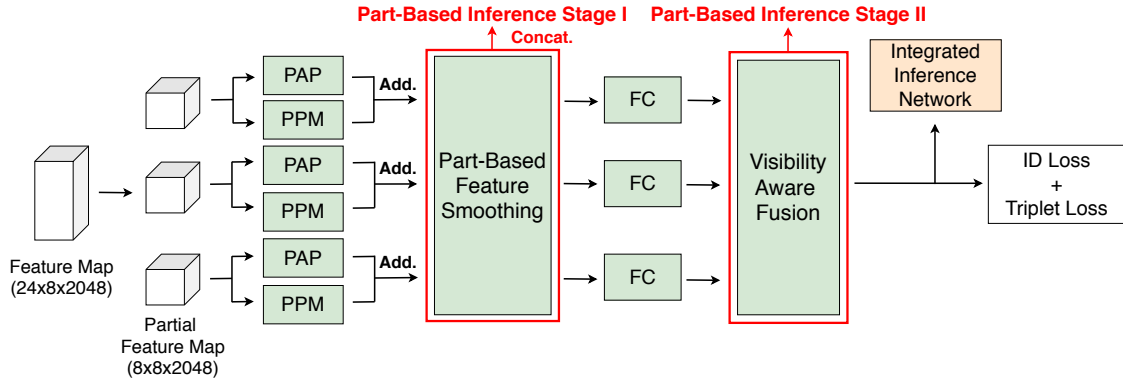 Part-Based Inference Stage I
Part-Based Inference Stage II
Concat.
Integrated
Inference
Network
PAP
PPM
Add.
FC
PAP
PPM
Add.
Part-Based
Feature
Smoothing
FC
Visibility
Aware
Fusion
ID Loss
+
Triplet Loss
PAP
PPM
Add.
FC
Feature Map
(24x8x2048)
Partial
Feature Map
(8x8x2048)